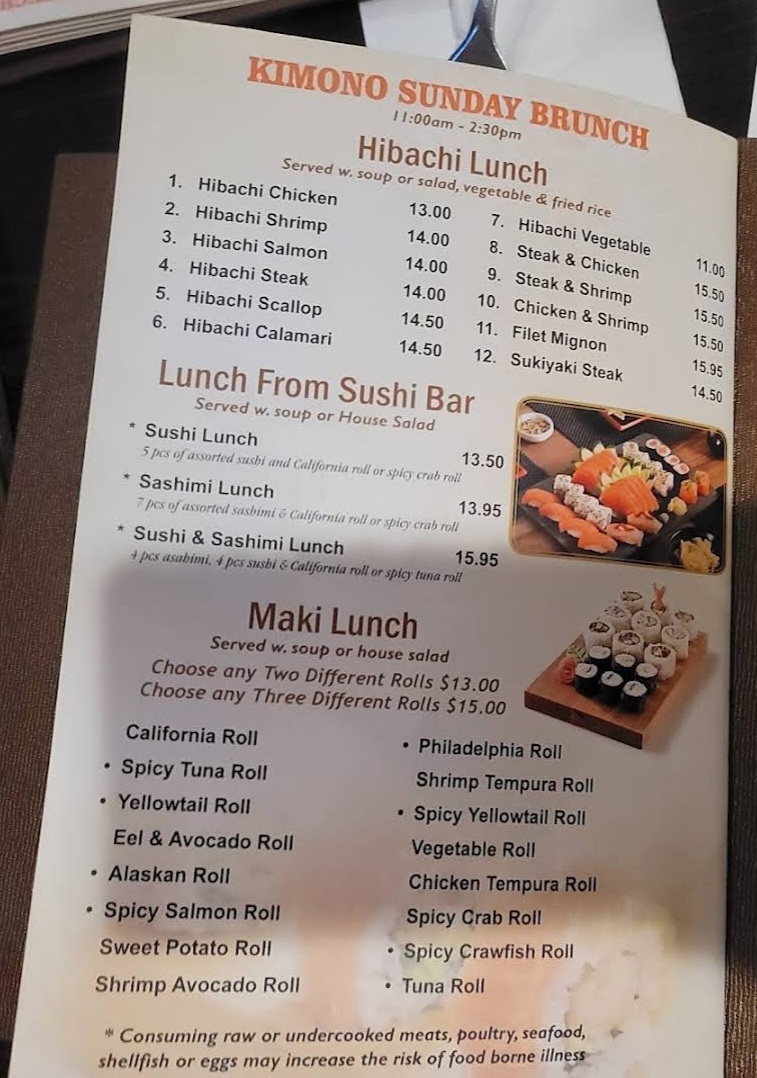 KIMONO SUNDAY BRUNCH
11:00am - 2:30pm
Hibachi Lunch
Served w. soup or salad, vegetable & fried rice
1. Hibachi Chicken 13.00
2. Hibachi Shrimp 14.00
3. Hibachi Salmon 14.00
4. Hibachi Steak 14.00
5. Hibachi Scallop 14.50
6. Hibachi Calamari 14.50
7. Hibachi Vegetable 11.00
8. Steak & Chicken 15.50
9. Steak & Shrimp 15.50
10. Chicken & Shrimp 15.50
11. Filet Mignon 15.95
12. Sukiyaki Steak 14.50
Lunch From Sushi Bar
Served w. soup or House Salad
* Sushi Lunch 13.50
5 pcs of assorted sushi and California roll or spicy crab roll
* Sashimi Lunch 13.95
7 pcs of assorted sashimi & California roll or spicy crab roll
* Sushi & Sashimi Lunch 15.95
4 pcs asahimi, 4 pcs sushi & California roll or spicy tuna roll
Maki Lunch
Served w. soup or house salad
Choose any Two Different Rolls $13.00
Choose any Three Different Rolls $15.00
California Roll
• Spicy Tuna Roll
• Yellowtail Roll
Eel & Avocado Roll
• Alaskan Roll
• Spicy Salmon Roll
Sweet Potato Roll
Shrimp Avocado Roll
• Philadelphia Roll
Shrimp Tempura Roll
• Spicy Yellowtail Roll
Vegetable Roll
Chicken Tempura Roll
Spicy Crab Roll
• Spicy Crawfish Roll
• Tuna Roll
* Consuming raw or undercooked meats, poultry, seafood,
shellfish or eggs may increase the risk of food borne illness